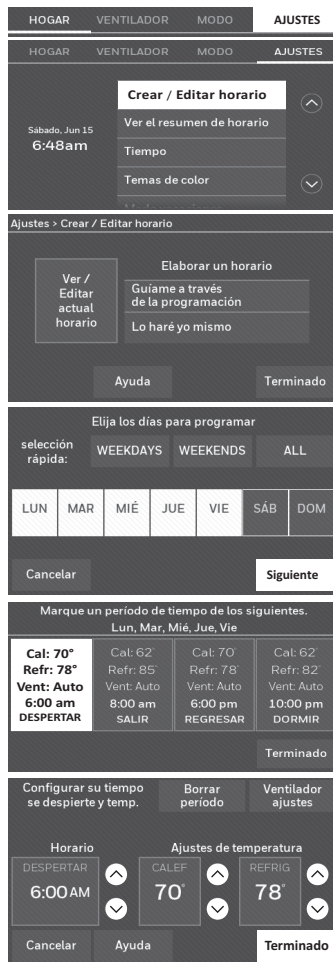 HOGAR VENTILADOR MODO AJUSTES
HOGAR VENTILADOR MODO AJUSTES
Crear / Editar horario
Ver el resumen de horario
Sábado, Jun 15
6:48am
Tiempo
Temas de color
Ajustes > Crear / Editar horario
Elaborar un horario
Ver /
Editar
actual
horario
Guíame a través
de la programación
Lo haré yo mismo
Ayuda Terminado
Elija los días para programar
selección
rápida:
WEEKDAYS WEEKENDS ALL
LUN MAR MIÉ JUE VIE SÁB DOM
Cancelar Siguiente
Marque un período de tiempo de los siguientes.
Lun, Mar, Mié, Jue, Vie
Cal: 70° Cal: 62° Cal: 70° Cal: 62°
Refr: 78° Refr: 85° Refr: 78° Refr: 82°
Vent: Auto Vent: Auto Vent: Auto Vent: Auto
6:00 am 8:00 am 6:00 pm 10:00 pm
DESPERTAR SALIR REGRESAR DORMIR
Terminado
Configurar su tiempo
se despierte y temp.
Borrar
período
Ventilador
ajustes
Horario Ajustes de temperatura
DESPERTAR CALEF REFRIG
6:00 AM 70° 78°
Cancelar Ayuda Terminado